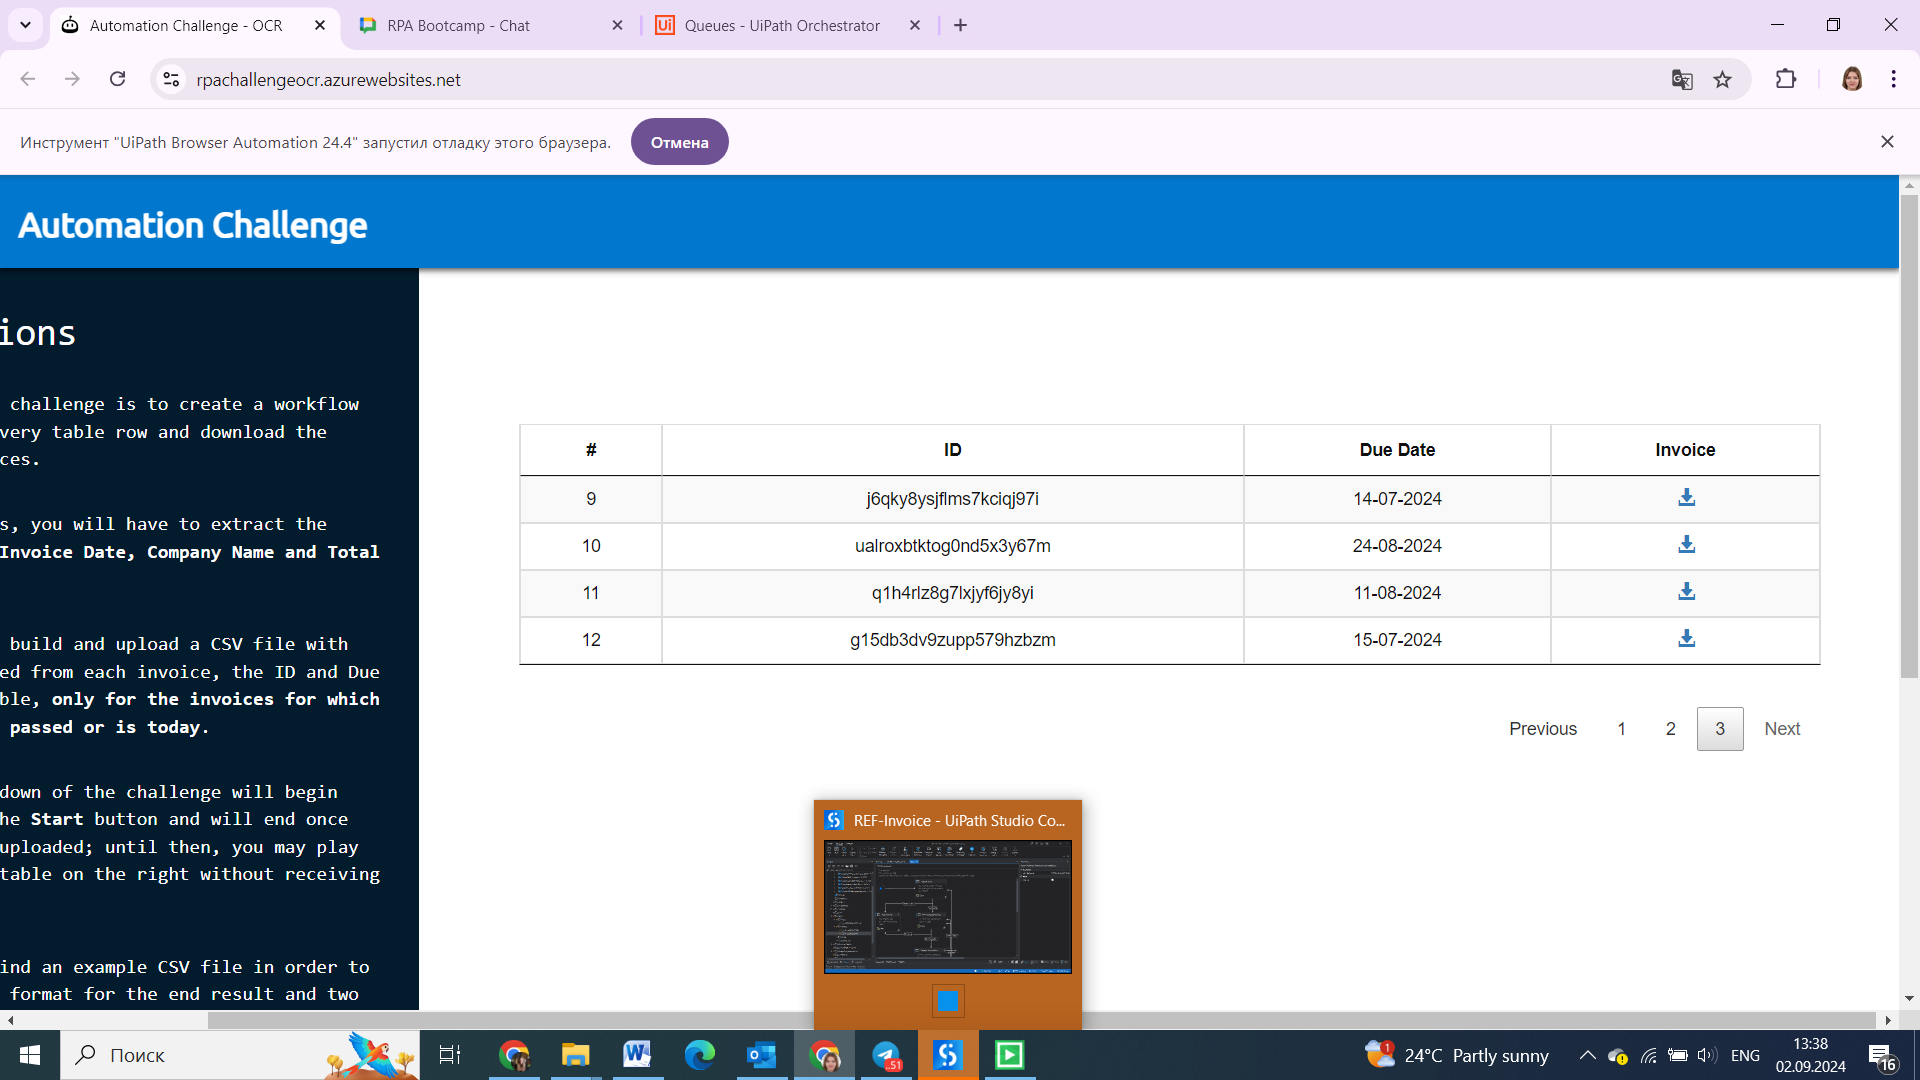 Automation Challenge - OCR
RPA Bootcamp - Chat
Ui
Queues - UiPath Orchestrator
rpachallengeocr.azurewebsites.net
Инструмент "UiPath Browser Automation 24.4" запустил отладку этого браузера.
Отмена
Automation Challenge
ions
challenge is to create a workflow
very table row and download the
ces.
s, you will have to extract the
Invoice Date, Company Name and Total
build and upload a CSV file with
ed from each invoice, the ID and Due
ble, only for the invoices for which
passed or is today.
down of the challenge will begin
he Start button and will end once
uploaded; until then, you may play
table on the right without receiving
ind an example CSV file in order to
format for the end result and two
# ID Due Date Invoice
9 j6qky8ysjflms7kciqj97i 14-07-2024
10 ualroxbtktog0nd5x3y67m 24-08-2024
11 q1h4rlz8g7lxjyf6jy8yi 11-08-2024
12 g15db3dv9zupp579hzbzm 15-07-2024
Previous 1 2 3 Next
REF-Invoice - UiPath Studio Co...
Поиск
..51
1
24°C Partly sunny
ENG
13:38
02.09.2024
16